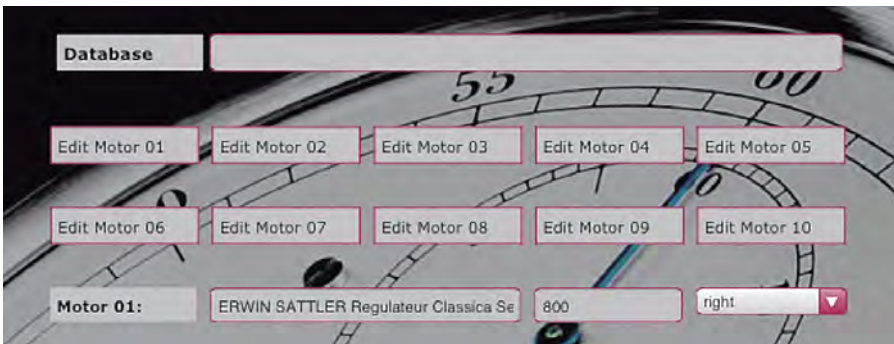 Database
55
60
Edit Motor 01
Edit Motor 02
Edit Motor 03
Edit Motor 04
Edit Motor 05
Edit Motor 06
Edit Motor 07
Edit Motor 08
Edit Motor 09
Edit Motor 10
Motor 01:
ERWIN SATTLER Regulateur Classica Se
800
right